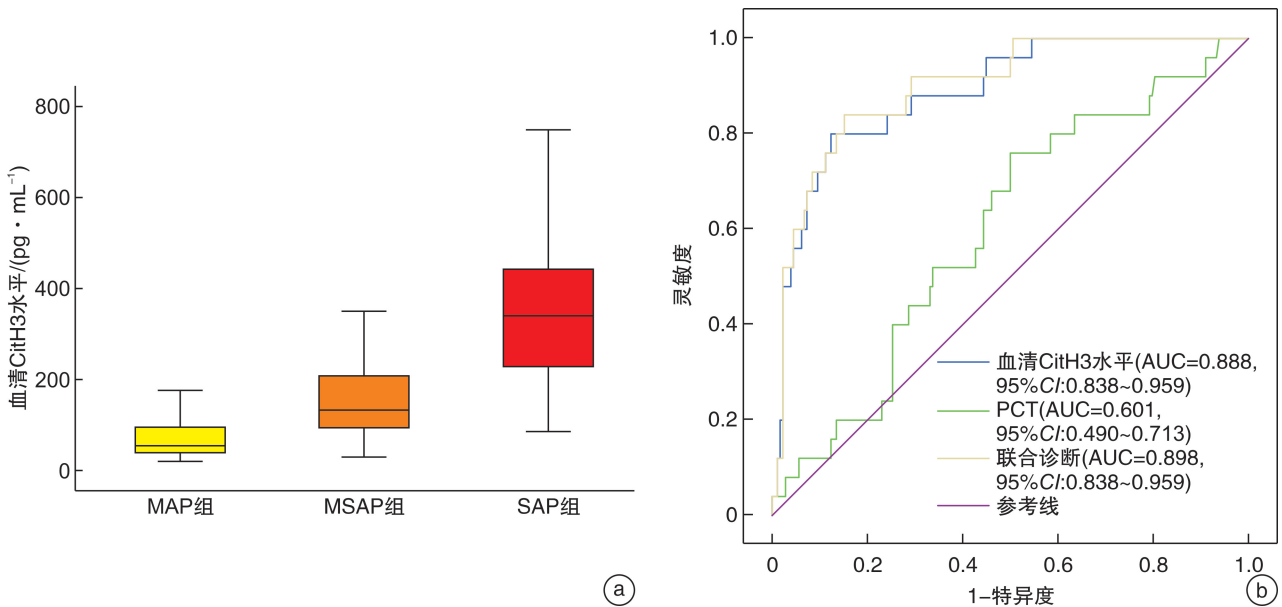 800
600
400
200
0
血清CitH3水平/(pg·mL⁻¹)
MAP组
MSAP组
SAP组
a
1.0
0.8
0.6
0.4
0.2
0
灵敏度
血清CitH3水平(AUC=0.888,
95%CI:0.838~0.959)
PCT(AUC=0.601,
95%CI:0.490~0.713)
联合诊断(AUC=0.898,
95%CI:0.838~0.959)
参考线
0
0.2
0.4
0.6
0.8
1.0
1-特异度
b